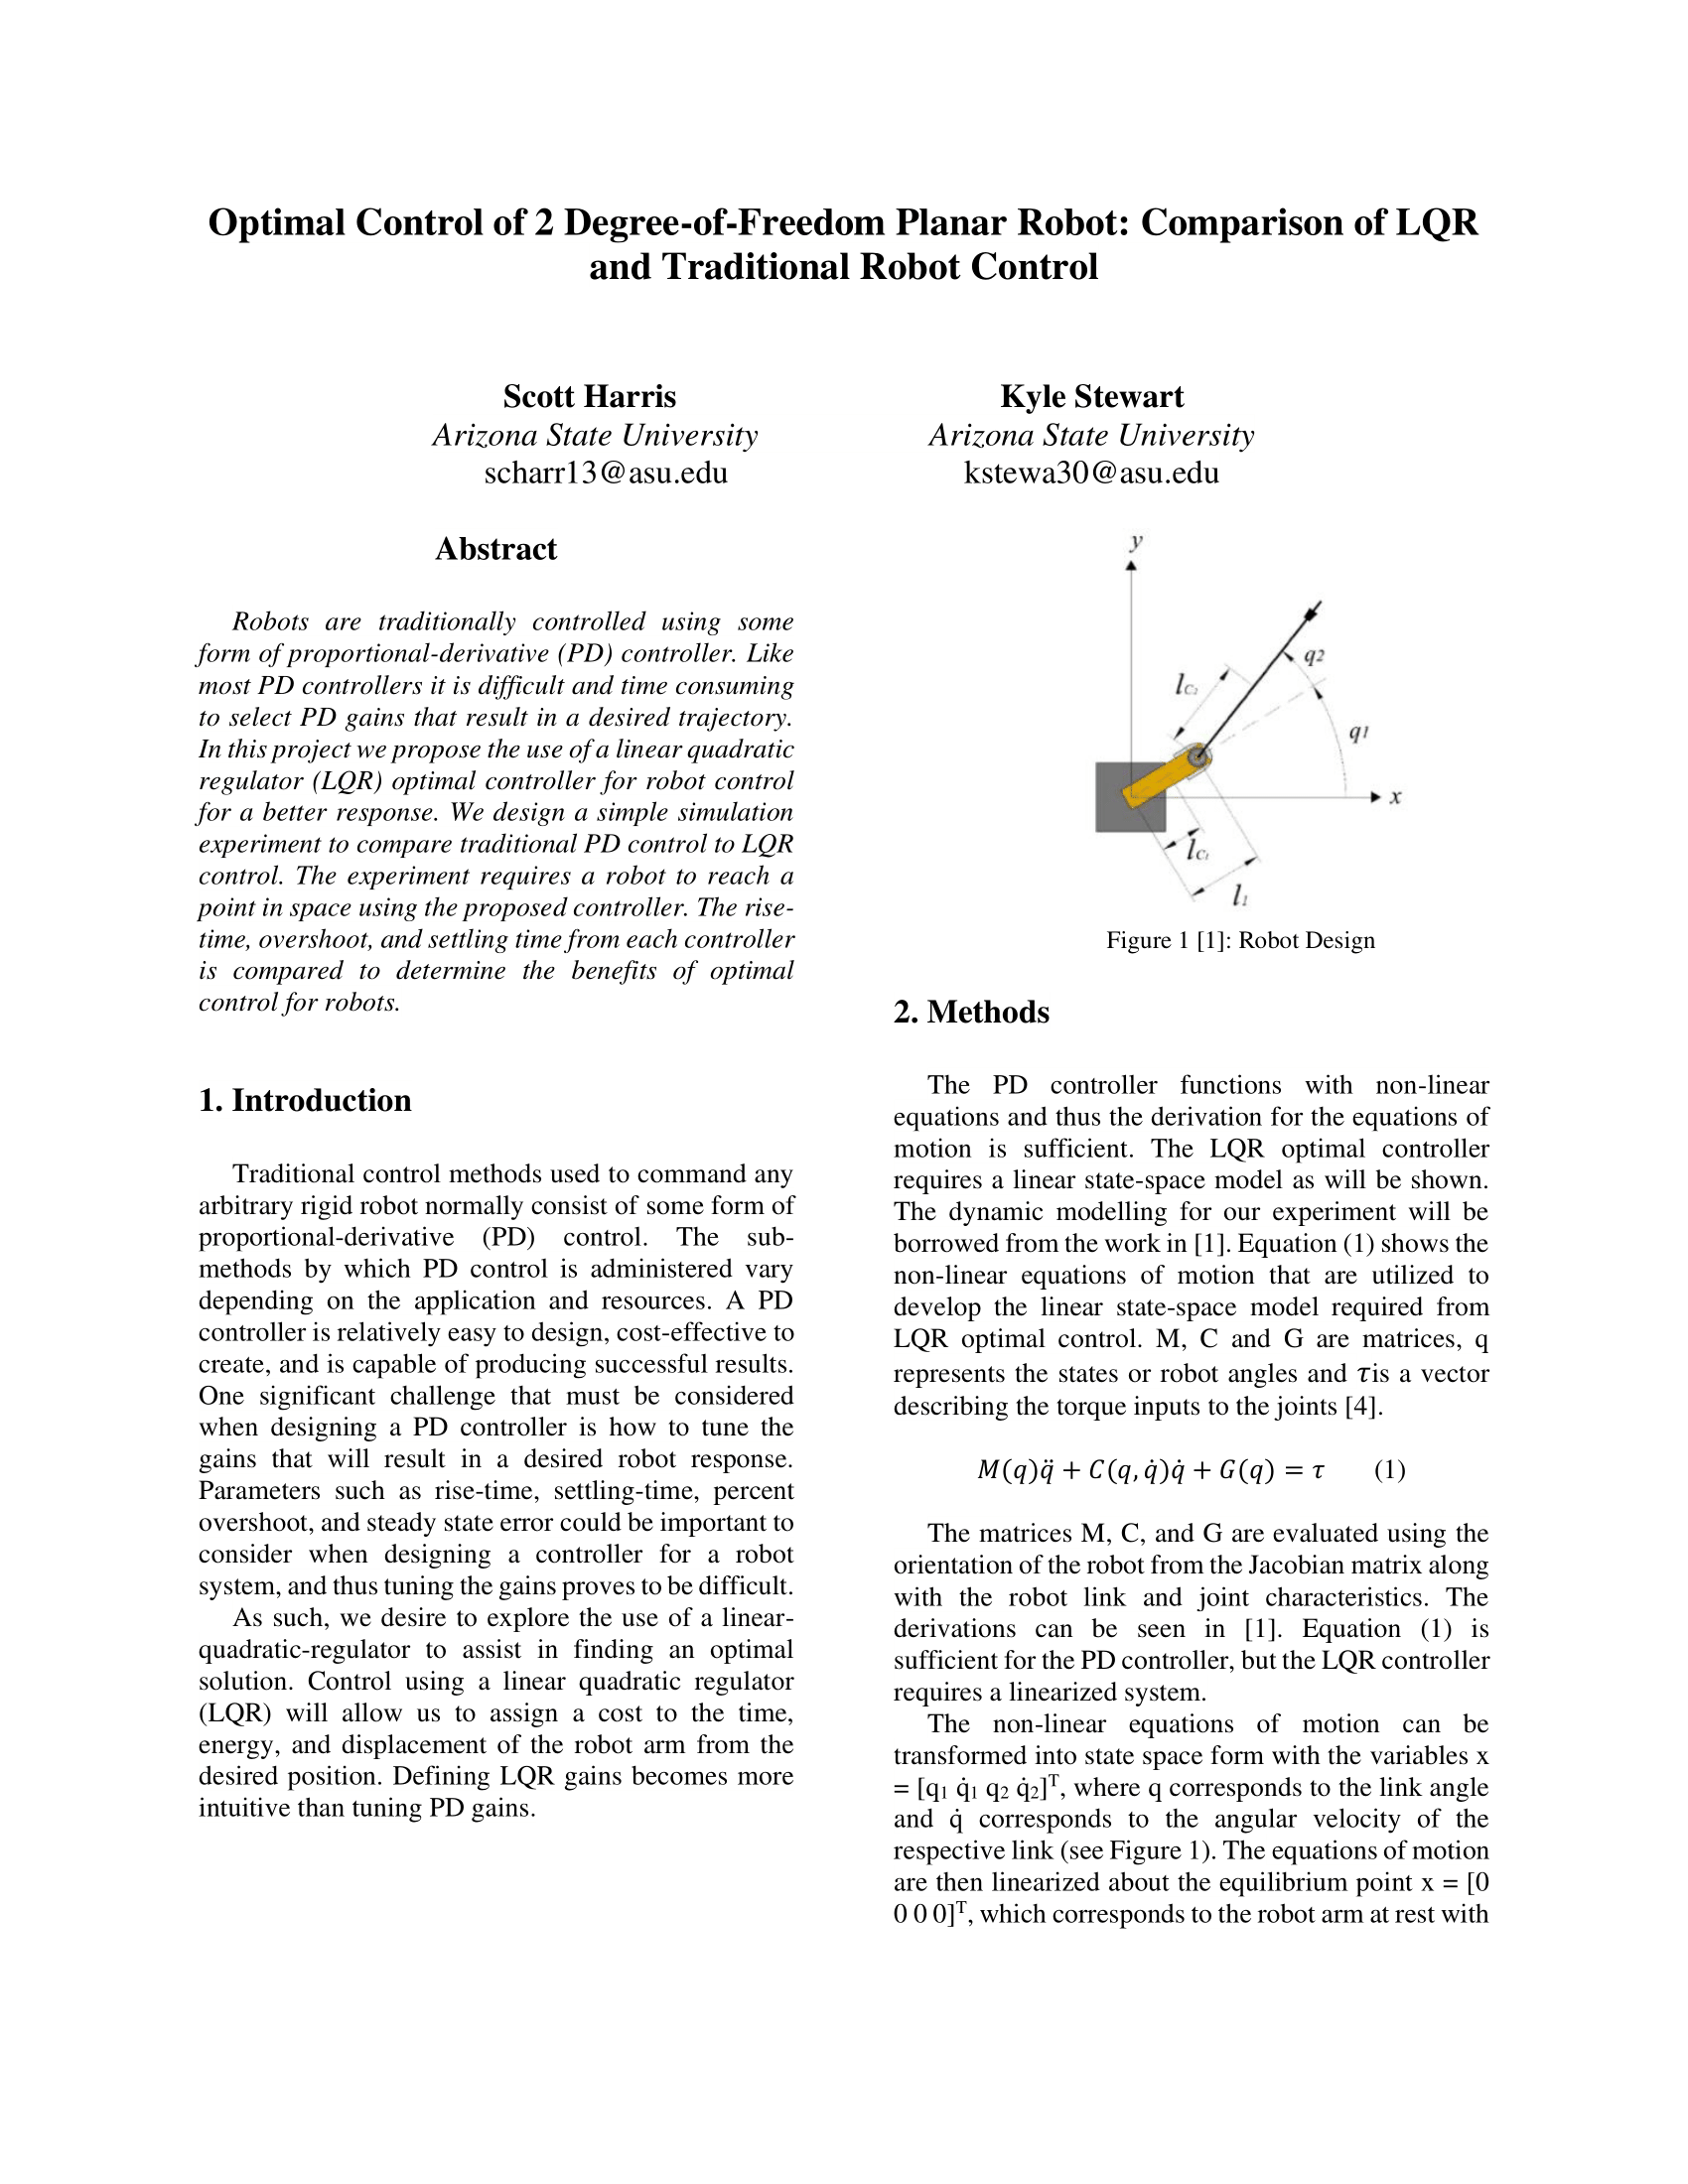 Optimal Control of 2 Degree-of-Freedom Planar Robot: Comparison of LQR
and Traditional Robot Control
Scott Harris
Arizona State University
scharr13@asu.edu
Kyle Stewart
Arizona State University
kstewa30@asu.edu
Abstract
Robots are traditionally controlled using some
form of proportional-derivative (PD) controller. Like
most PD controllers it is difficult and time consuming
to select PD gains that result in a desired trajectory.
In this project we propose the use of a linear quadratic
regulator (LQR) optimal controller for robot control
for a better response. We design a simple simulation
experiment to compare traditional PD control to LQR
control. The experiment requires a robot to reach a
point in space using the proposed controller. The rise-
time, overshoot, and settling time from each controller
is compared to determine the benefits of optimal
control for robots.
1. Introduction
Traditional control methods used to command any
arbitrary rigid robot normally consist of some form of
proportional-derivative (PD) control. The sub-
methods by which PD control is administered vary
depending on the application and resources. A PD
controller is relatively easy to design, cost-effective to
create, and is capable of producing successful results.
One significant challenge that must be considered
when designing a PD controller is how to tune the
gains that will result in a desired robot response.
Parameters such as rise-time, settling-time, percent
overshoot, and steady state error could be important to
consider when designing a controller for a robot
system, and thus tuning the gains proves to be difficult.
As such, we desire to explore the use of a linear-
quadratic-regulator to assist in finding an optimal
solution. Control using a linear quadratic regulator
(LQR) will allow us to assign a cost to the time,
energy, and displacement of the robot arm from the
desired position. Defining LQR gains becomes more
intuitive than tuning PD gains.
y
q2
lC2
q1
x
lC1
l1
Figure 1 [1]: Robot Design
2. Methods
The PD controller functions with non-linear
equations and thus the derivation for the equations of
motion is sufficient. The LQR optimal controller
requires a linear state-space model as will be shown.
The dynamic modelling for our experiment will be
borrowed from the work in [1]. Equation (1) shows the
non-linear equations of motion that are utilized to
develop the linear state-space model required from
LQR optimal control. M, C and G are matrices, q
represents the states or robot angles and τis a vector
describing the torque inputs to the joints [4].
M(q)q̈ + C(q, q̇)q̇ + G(q) = τ (1)
The matrices M, C, and G are evaluated using the
orientation of the robot from the Jacobian matrix along
with the robot link and joint characteristics. The
derivations can be seen in [1]. Equation (1) is
sufficient for the PD controller, but the LQR controller
requires a linearized system.
The non-linear equations of motion can be
transformed into state space form with the variables x
= [q₁ q̇₁ q₂ q̇₂]ᵀ, where q corresponds to the link angle
and q̇ corresponds to the angular velocity of the
respective link (see Figure 1). The equations of motion
are then linearized about the equilibrium point x = [0
0 0 0]ᵀ, which corresponds to the robot arm at rest with